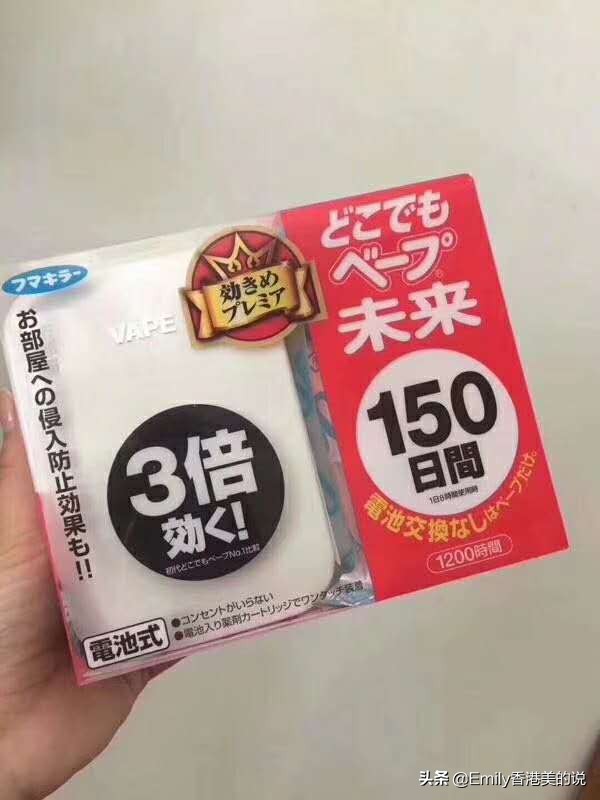 フマキラー
お部屋への侵入防止効果も!!
VAPE
効きめ
プレミア
3倍
効く!
初代どこでもベープNo.1比較
電池式
●コンセントがいらない
●電池入り薬剤カートリッジでワンタッチ装着
どこでも
ベープ®
未来
150
日間
1日8時間使用時
電池交換なしはベープだけ。
1200時間
头条 @Emily香港美的说